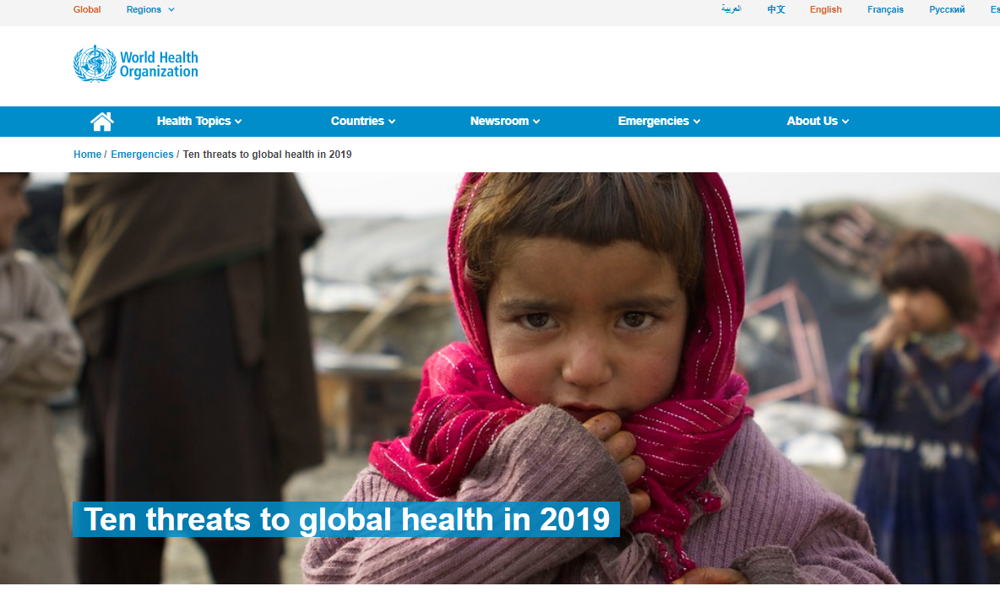 Global Regions العربية 中文 English Français Русский Es
World Health
Organization
Health Topics Countries Newsroom Emergencies About Us
Home / Emergencies / Ten threats to global health in 2019
Ten threats to global health in 2019